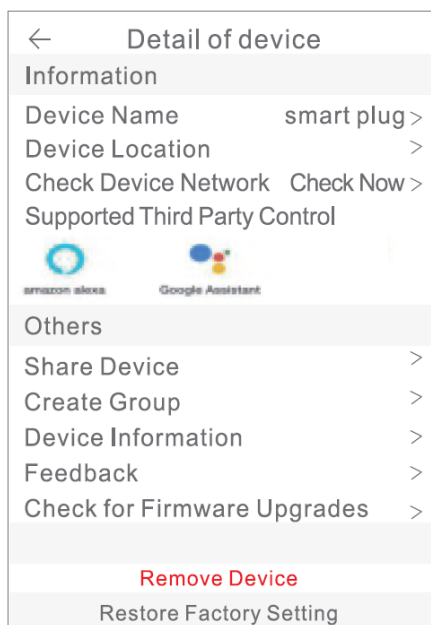 ← Detail of device
Information
Device Name smart plug >
Device Location >
Check Device Network Check Now >
Supported Third Party Control
amazon alexa Google Assistant
Others
Share Device >
Create Group >
Device Information >
Feedback >
Check for Firmware Upgrades >
Remove Device
Restore Factory Setting